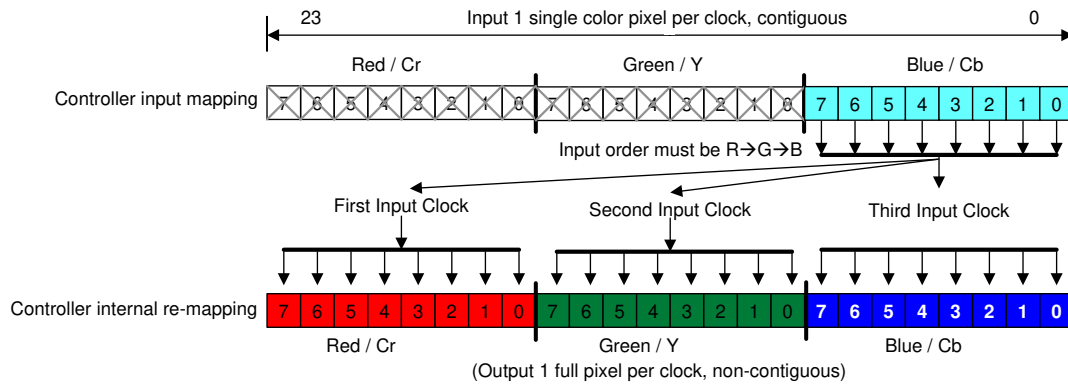 23 Input 1 single color pixel per clock, contiguous 0
Red / Cr Green / Y Blue / Cb
Controller input mapping 7 6 5 4 3 2 1 0 7 6 5 4 3 2 1 0 7 6 5 4 3 2 1 0
Input order must be R→G→B
First Input Clock Second Input Clock Third Input Clock
Controller internal re-mapping 7 6 5 4 3 2 1 0 7 6 5 4 3 2 1 0 7 6 5 4 3 2 1 0
Red / Cr Green / Y Blue / Cb
(Output 1 full pixel per clock, non-contiguous)